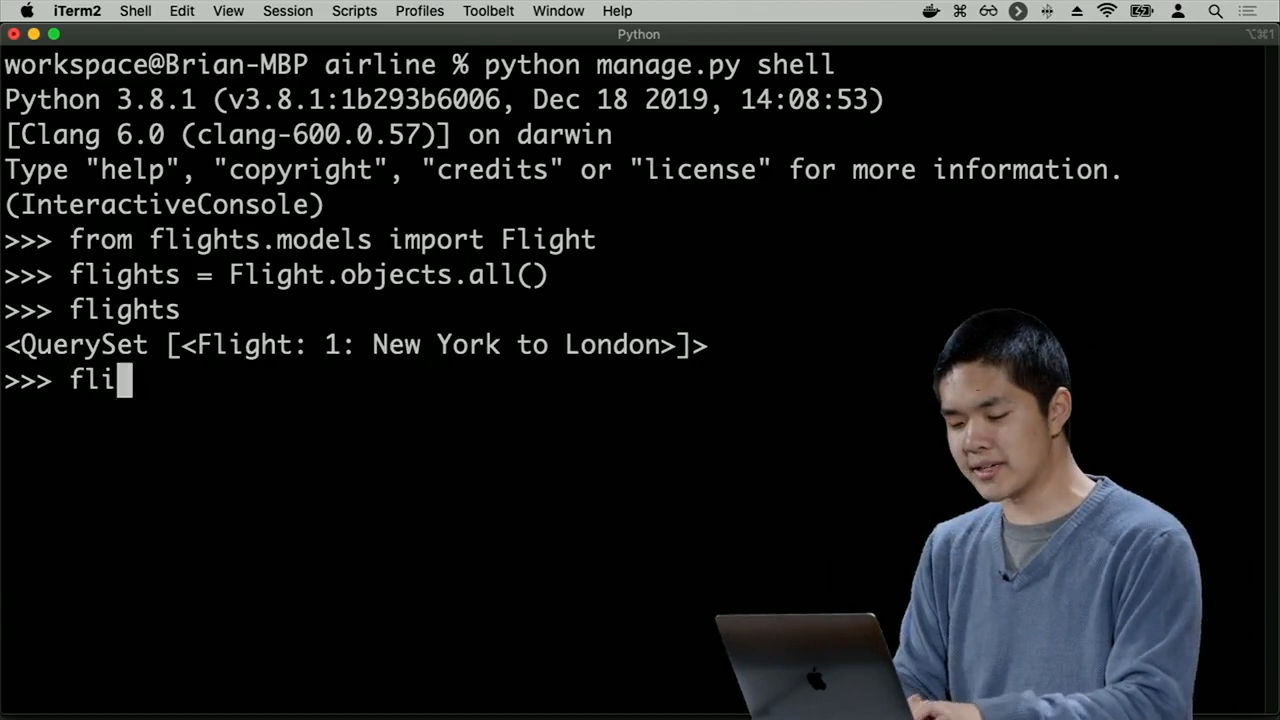 iTerm2 Shell Edit View Session Scripts Profiles Toolbelt Window Help
Python
⌥⌘1
workspace@Brian-MBP airline % python manage.py shell
Python 3.8.1 (v3.8.1:1b293b6006, Dec 18 2019, 14:08:53)
[Clang 6.0 (clang-600.0.57)] on darwin
Type "help", "copyright", "credits" or "license" for more information.
(InteractiveConsole)
>>> from flights.models import Flight
>>> flights = Flight.objects.all()
>>> flights
<QuerySet [<Flight: 1: New York to London>]>
>>> fli